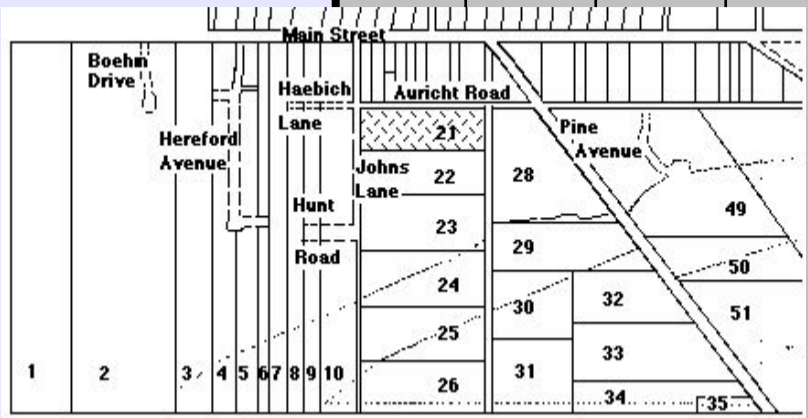 Main Street
Boehm
Drive
Haebich
Lane
Auricht Road
Hereford
Avenue
Johns
Lane
Pine
Avenue
Hunt
Road
21
22
23
24
25
26
28
29
30
31
32
33
34
35
49
50
51
1
2
3
4
5
6
7
8
9
10